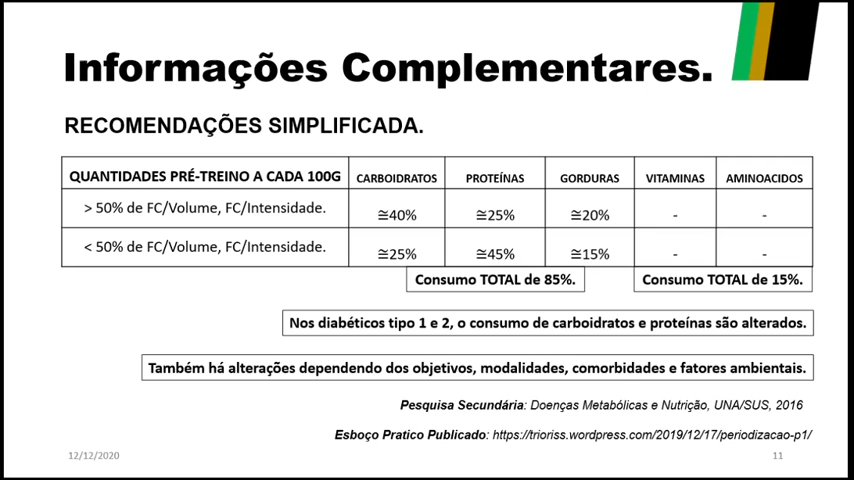 Informações Complementares.
RECOMENDAÇÕES SIMPLIFICADA.
QUANTIDADES PRÉ-TREINO A CADA 100G CARBOIDRATOS PROTEÍNAS GORDURAS VITAMINAS AMINOACIDOS
> 50% de FC/Volume, FC/Intensidade. ≅40% ≅25% ≅20% - -
< 50% de FC/Volume, FC/Intensidade. ≅25% ≅45% ≅15% - -
Consumo TOTAL de 85%. Consumo TOTAL de 15%.
Nos diabéticos tipo 1 e 2, o consumo de carboidratos e proteínas são alterados.
Também há alterações dependendo dos objetivos, modalidades, comorbidades e fatores ambientais.
Pesquisa Secundária: Doenças Metabólicas e Nutrição, UNA/SUS, 2016
Esboço Pratico Publicado: https://trioriss.wordpress.com/2019/12/17/periodizacao-p1/
12/12/2020 11